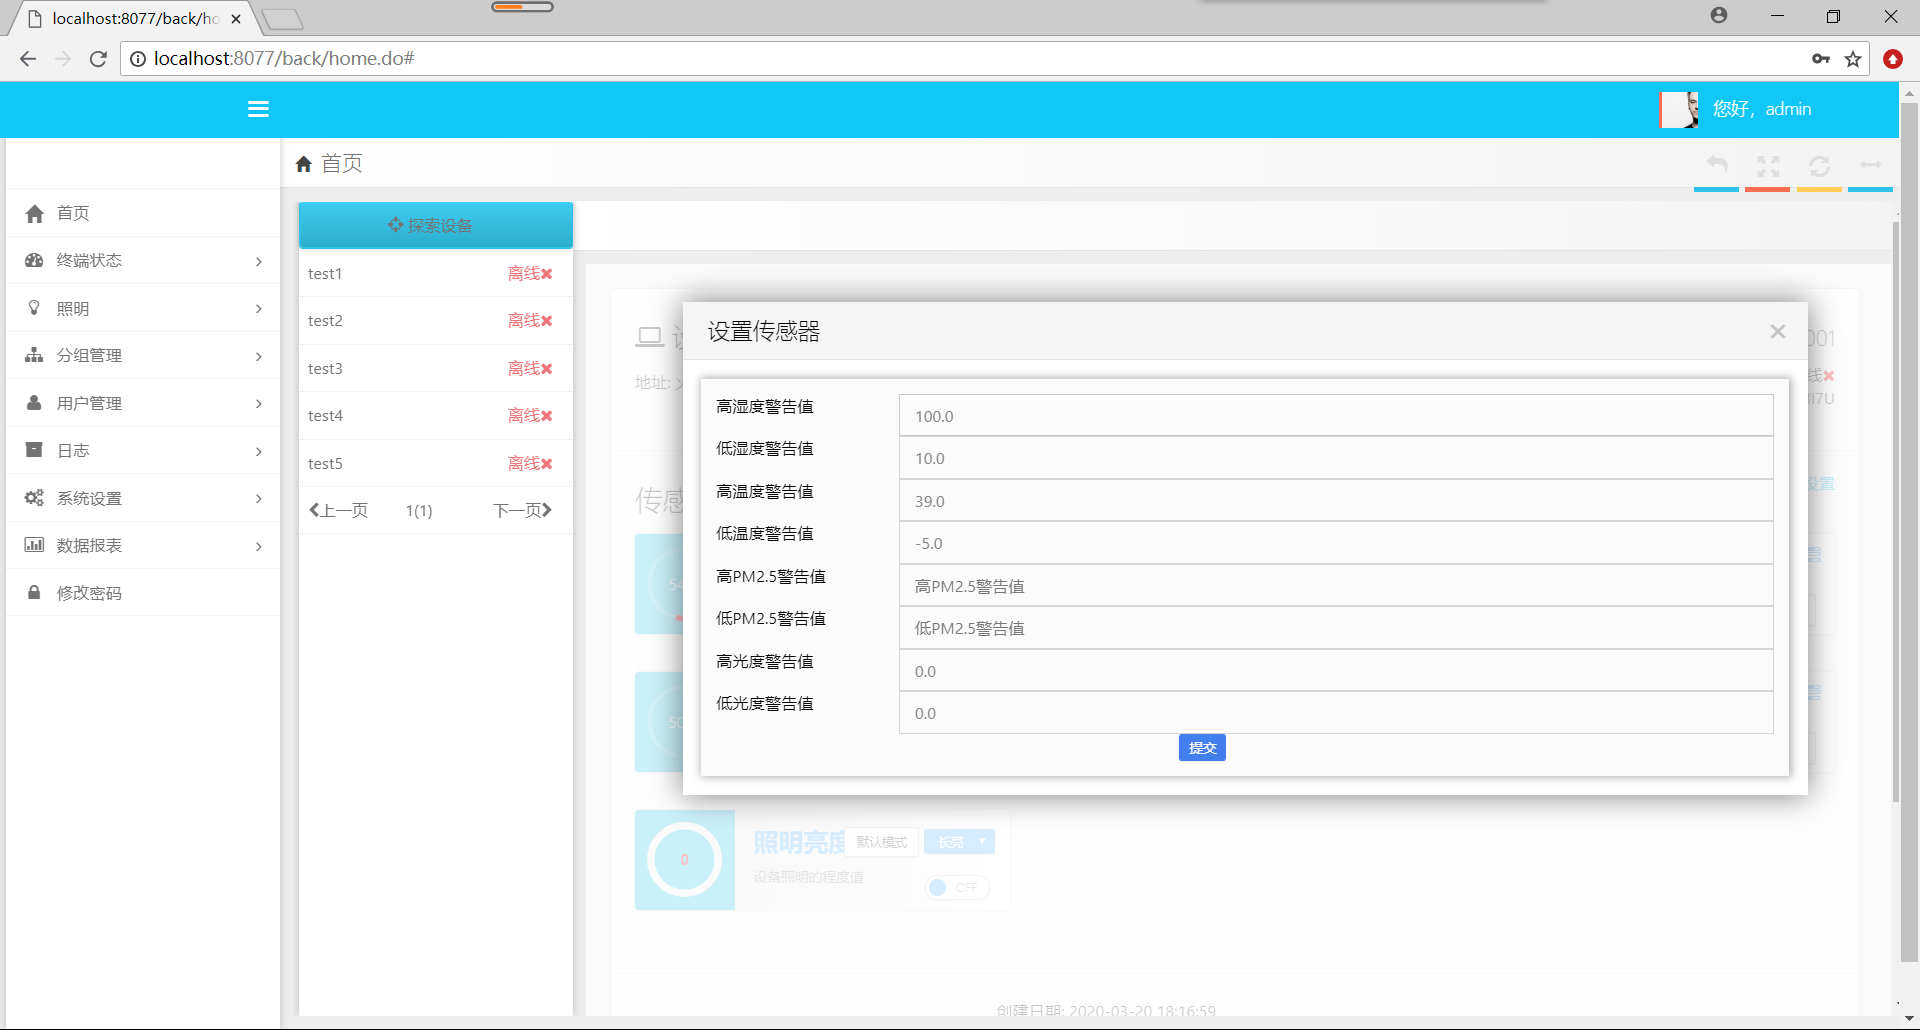 localhost:8077/back/ho
localhost:8077/back/home.do#
您好，admin
首页
首页
终端状态
照明
分组管理
用户管理
日志
系统设置
数据报表
修改密码
探索设备
test1 离线
test2 离线
test3 离线
test4 离线
test5 离线
上一页 1(1) 下一页
001
地址:
线
8I7U
传感
设置
设置传感器
高湿度警告值 100.0
低湿度警告值 10.0
高温度警告值 39.0
低温度警告值 -5.0
高PM2.5警告值 高PM2.5警告值
低PM2.5警告值 低PM2.5警告值
高光度警告值 0.0
低光度警告值 0.0
提交
54
50
0
照明亮度 默认模式 长亮
设备照明的程度值
OFF
创建日期: 2020-03-20 18:16:59